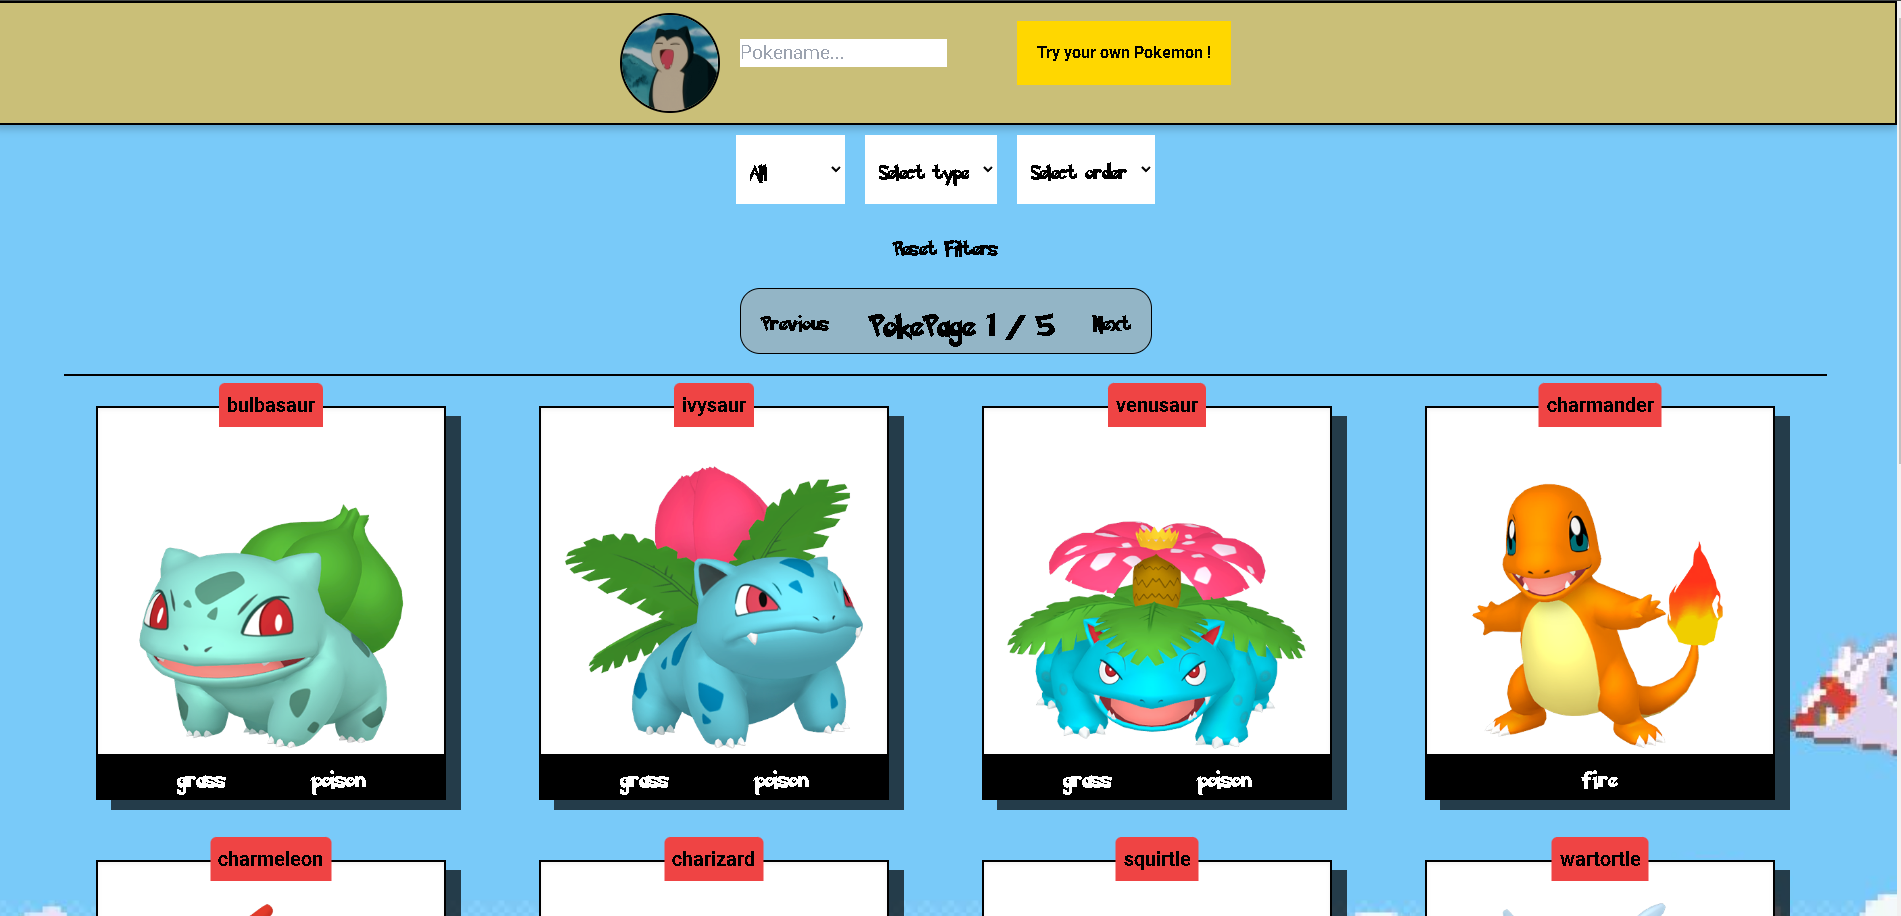 Pokename...
Try your own Pokemon !
All
Select type
Select order
Reset Filters
Previous
PokePage 1 / 5
Next
bulbasaur
ivysaur
venusaur
charmander
grass
poison
grass
poison
grass
poison
fire
charmeleon
charizard
squirtle
wartortle